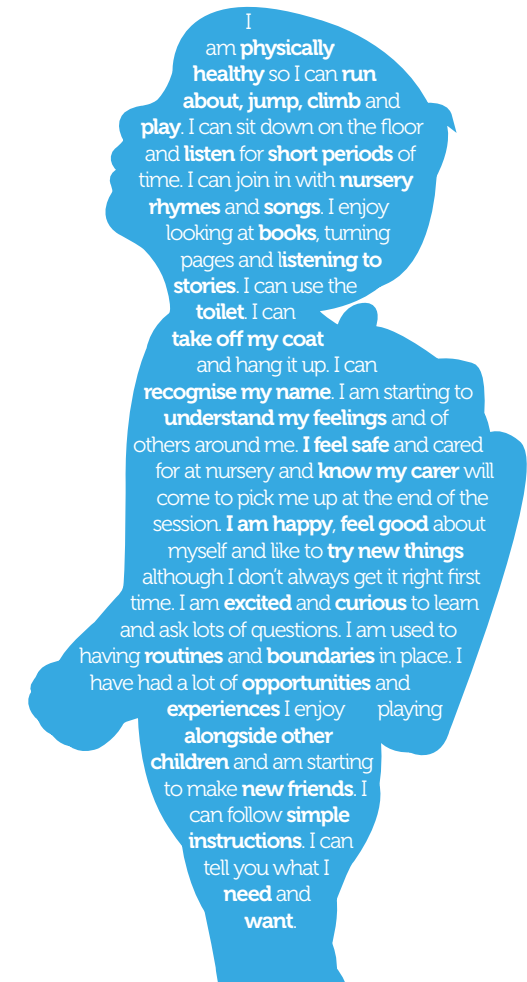 I
am physically
healthy so I can run
about, jump, climb and
play. I can sit down on the floor
and listen for short periods of
time. I can join in with nursery
rhymes and songs. I enjoy
looking at books, turning
pages and listening to
stories. I can use the
toilet. I can
take off my coat
and hang it up. I can
recognise my name. I am starting to
understand my feelings and of
others around me. I feel safe and cared
for at nursery and know my carer will
come to pick me up at the end of the
session. I am happy, feel good about
myself and like to try new things
although I don't always get it right first
time. I am excited and curious to learn
and ask lots of questions. I am used to
having routines and boundaries in place. I
have had a lot of opportunities and
experiences I enjoy playing
alongside other
children and am starting
to make new friends. I
can follow simple
instructions. I can
tell you what I
need and
want.